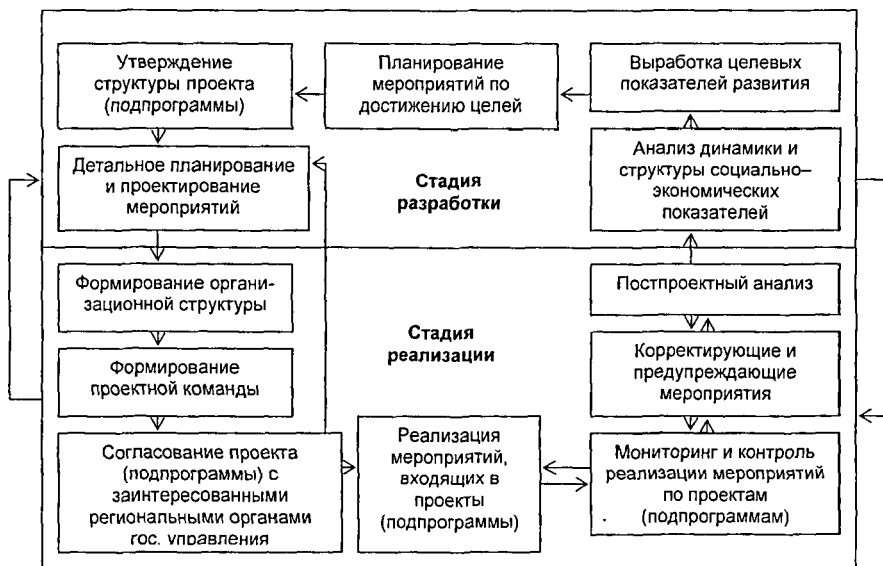 Утверждение
структуры проекта
(подпрограммы)
Планирование
мероприятий по
достижению целей
Выработка целевых
показателей развития
Детальное планирование
и проектирование
мероприятий
Стадия
разработки
Анализ динамики и
структуры социально–
экономических
показателей
Формирование органи-
зационной структуры
Постпроектный анализ
Стадия
реализации
Формирование
проектной команды
Корректирующие и
предупреждающие
мероприятия
Согласование проекта
(подпрограммы) с
заинтересованными
региональными органами
гос. управления
Реализация
мероприятий,
входящих в
проекты
(подпрограммы)
Мониторинг и контроль
реализации мероприятий
по проектам
(подпрограммам)